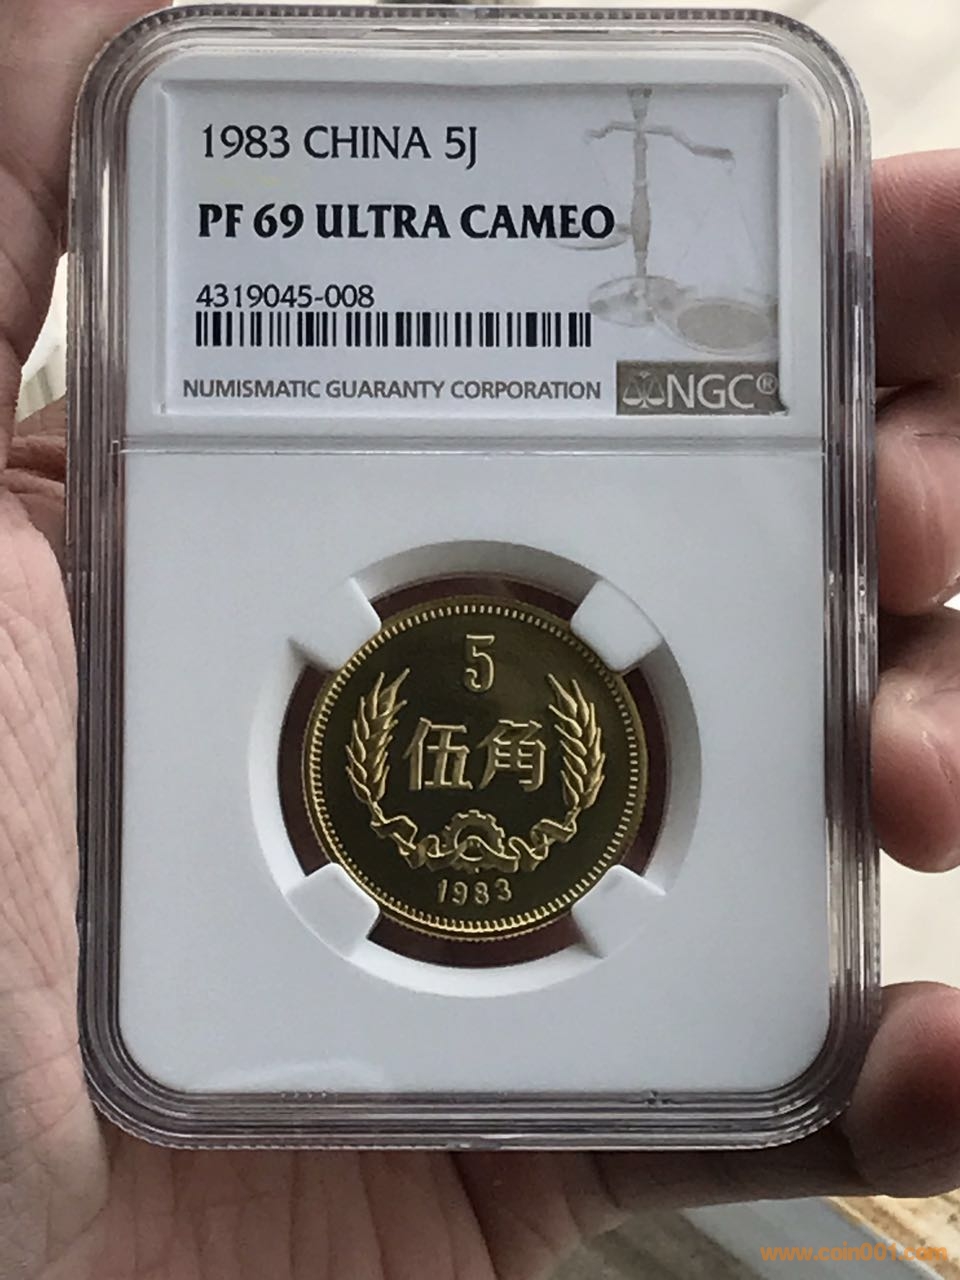 1983 CHINA 5J
PF 69 ULTRA CAMEO
4319045-008
NUMISMATIC GUARANTY CORPORATION
NGC®
5
伍角
1983
www.coin001.com